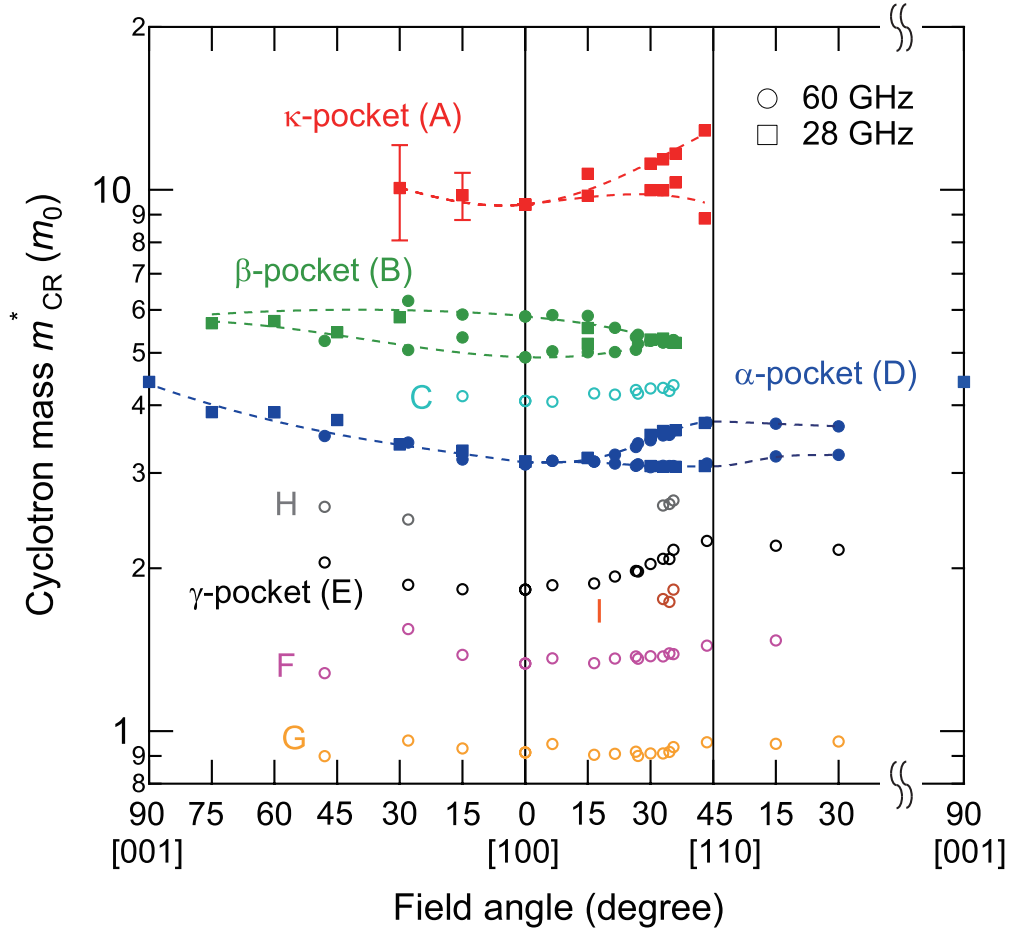 2
60 GHz
κ-pocket (A)
28 GHz
10
9
8
β-pocket (B)
7
6
5
α-pocket (D)
C
4
3
H
2
γ-pocket (E)
I
F
1
G
9
8
90 75 60 45 30 15 0 15 30 45 15 30 90
[001] [100] [110] [001]
Field angle (degree)
Cyclotron mass m*CR (m0)